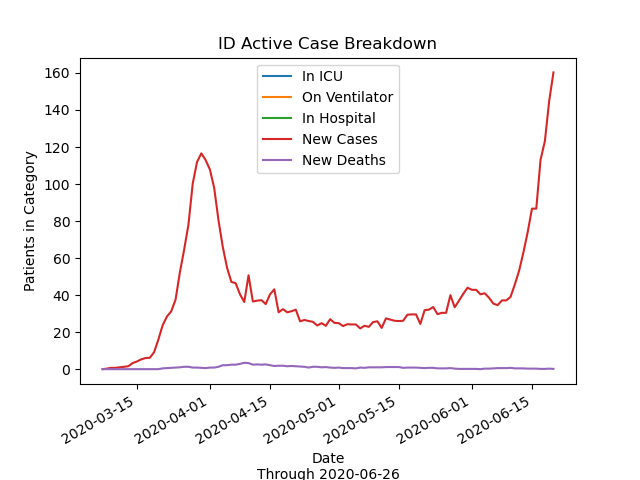 ID Active Case Breakdown
In ICU
On Ventilator
In Hospital
New Cases
New Deaths
Patients in Category
160
140
120
100
80
60
40
20
0
2020-03-15
2020-04-01
2020-04-15
2020-05-01
2020-05-15
2020-06-01
2020-06-15
Date
Through 2020-06-26